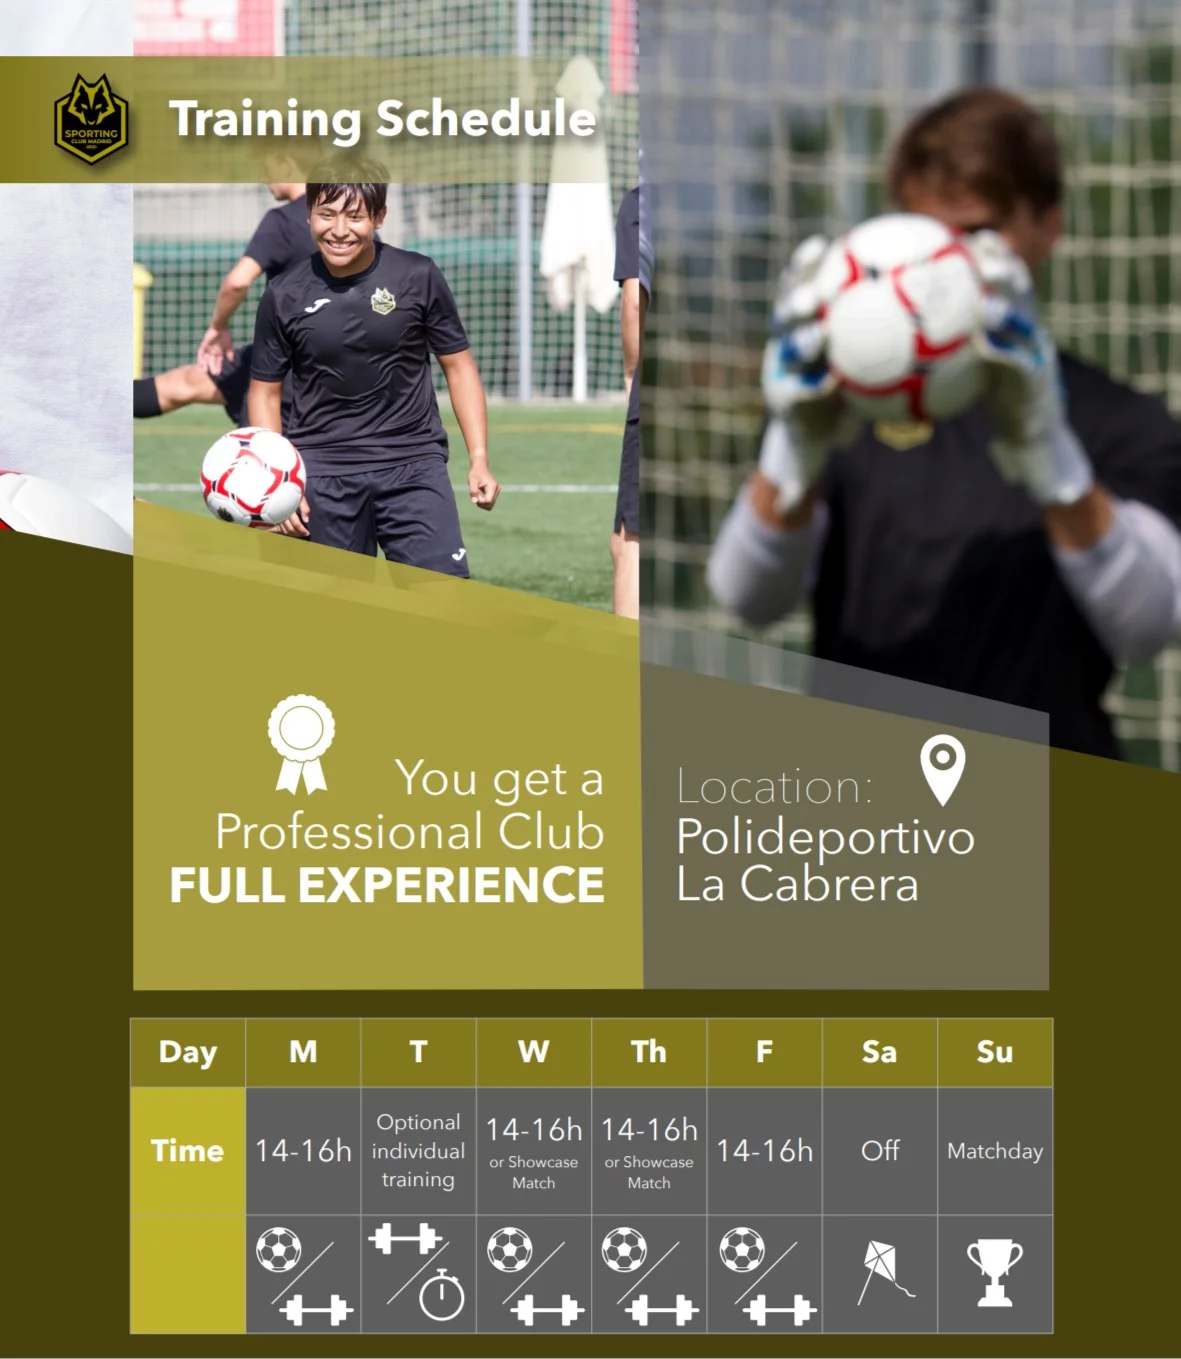 SPORTING
CLUB MADRID
Training Schedule
You get a
Professional Club
FULL EXPERIENCE
Location:
Polideportivo
La Cabrera
Day M T W Th F Sa Su
Time 14-16h Optional individual training 14-16h or Showcase Match 14-16h or Showcase Match 14-16h Off Matchday